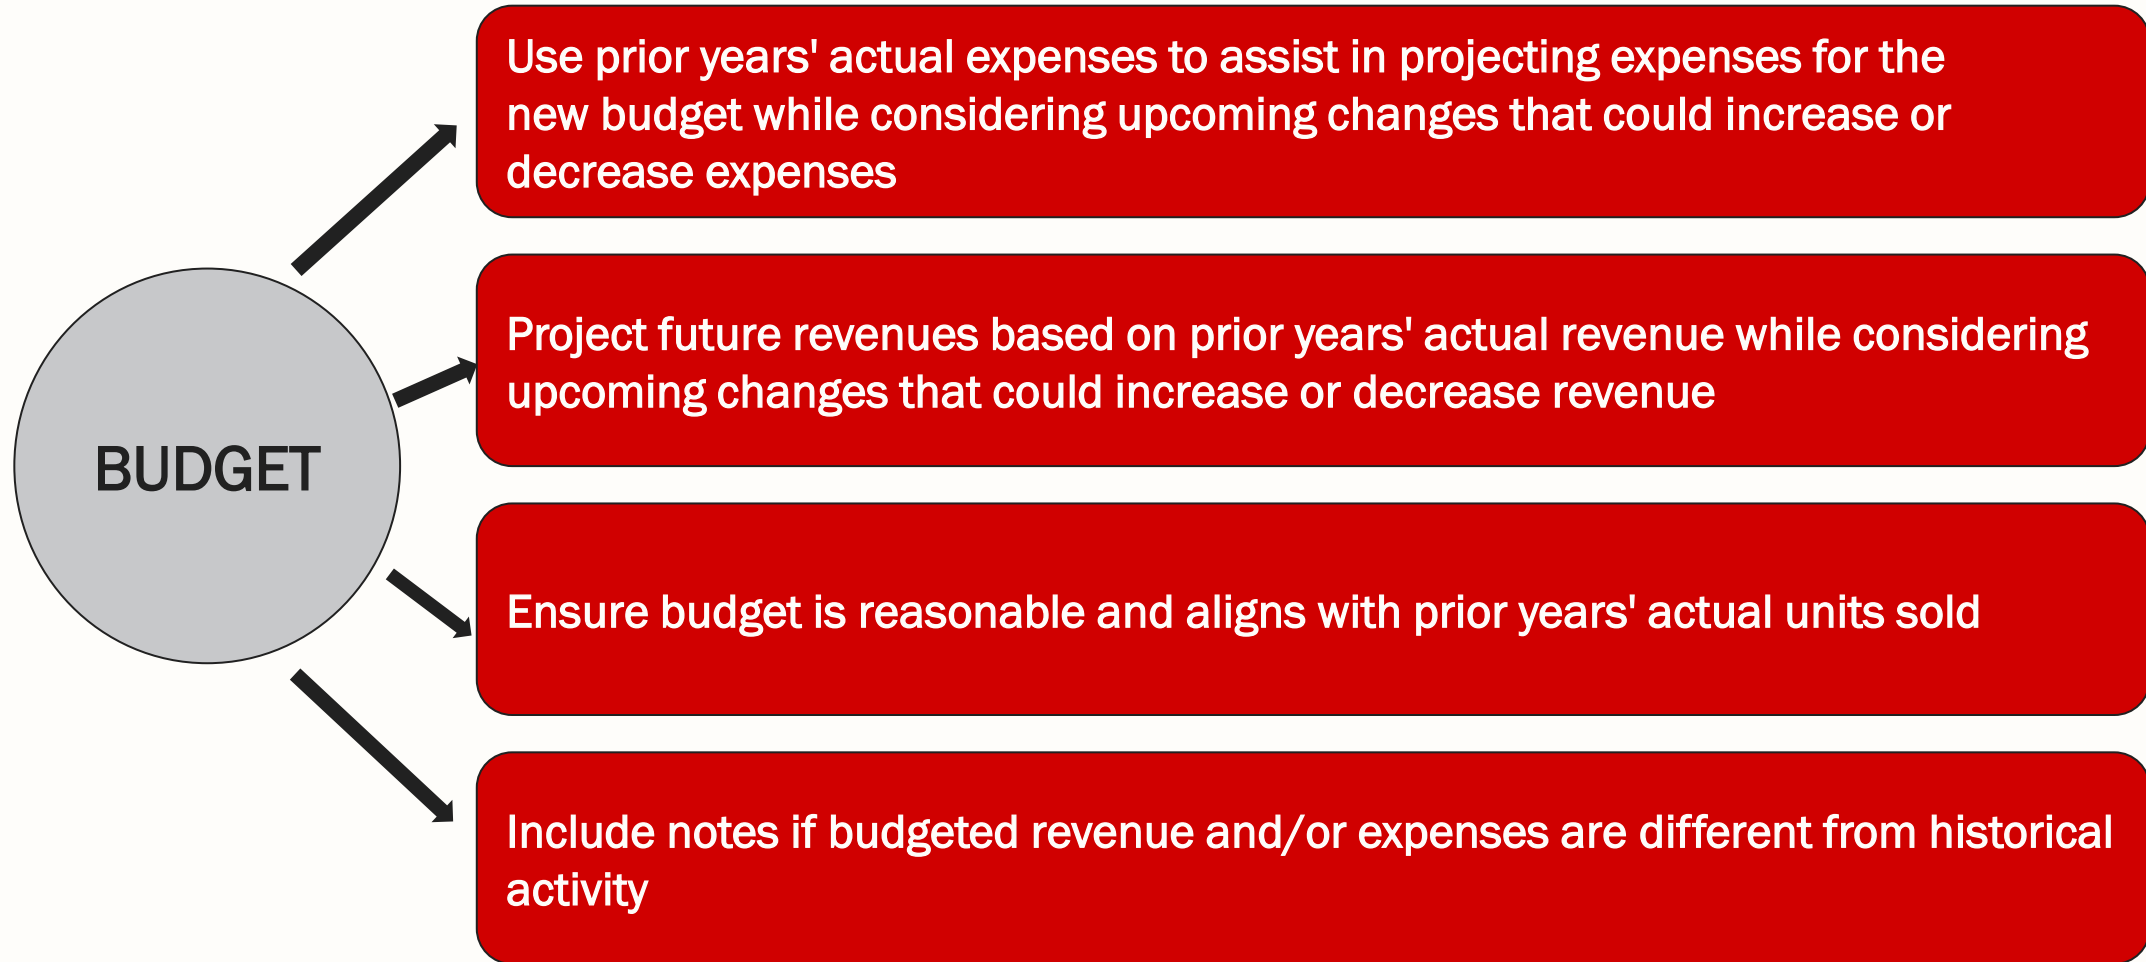 Use prior years' actual expenses to assist in projecting expenses for the
new budget while considering upcoming changes that could increase or
decrease expenses
Project future revenues based on prior years' actual revenue while considering
upcoming changes that could increase or decrease revenue
BUDGET
Ensure budget is reasonable and aligns with prior years' actual units sold
Include notes if budgeted revenue and/or expenses are different from historical
activity